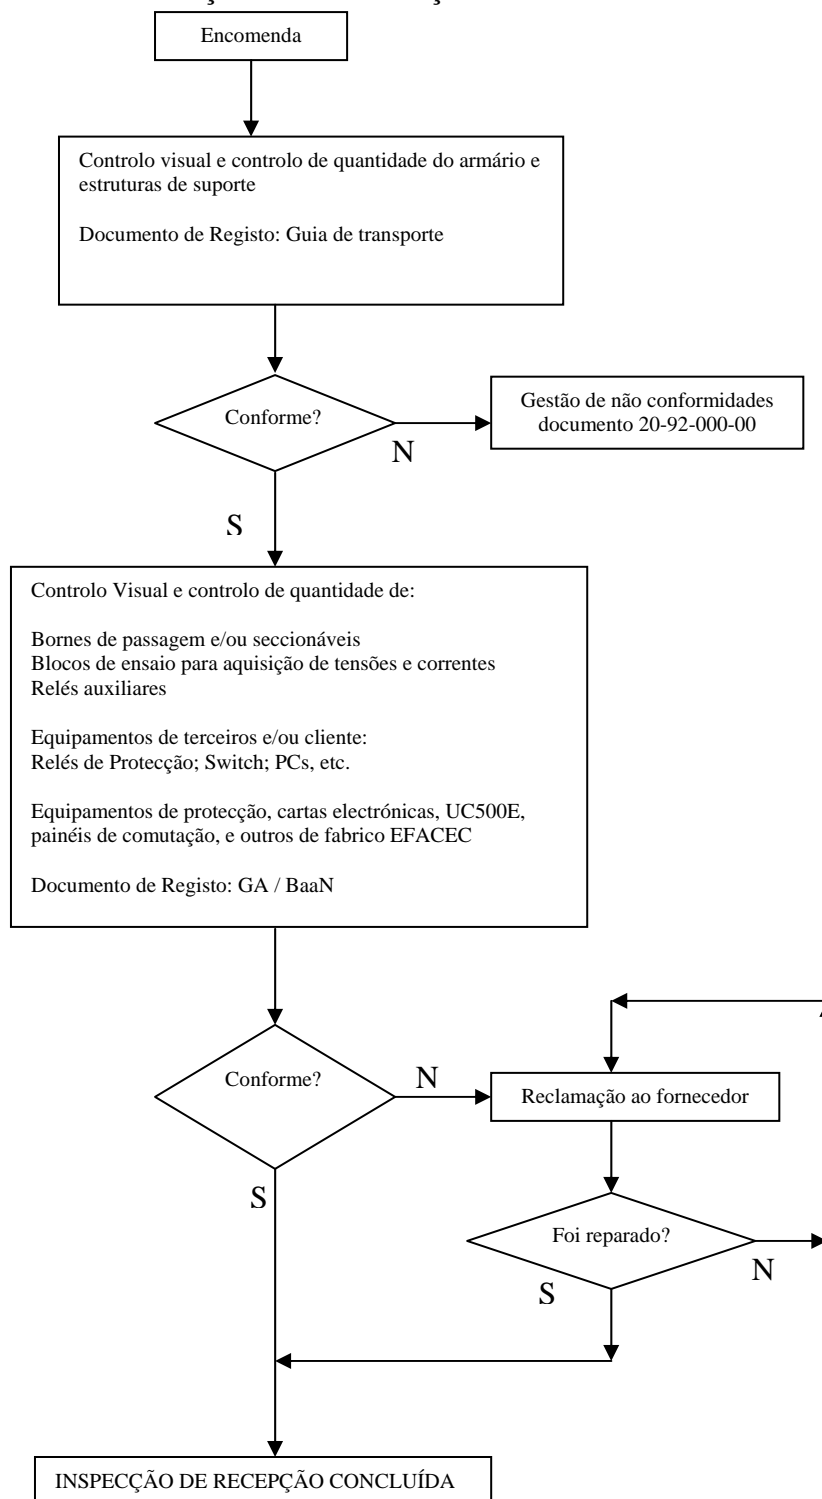 Encomenda
Controlo visual e controlo de quantidade do armário e
estruturas de suporte
Documento de Registo: Guia de transporte
Conforme?
N
Gestão de não conformidades
documento 20-92-000-00
S
Controlo Visual e controlo de quantidade de:
Bornes de passagem e/ou seccionáveis
Blocos de ensaio para aquisição de tensões e correntes
Relés auxiliares
Equipamentos de terceiros e/ou cliente:
Relés de Protecção; Switch; PCs, etc.
Equipamentos de protecção, cartas electrónicas, UC500E,
painéis de comutação, e outros de fabrico EFACEC
Documento de Registo: GA / BaaN
Conforme?
N
Reclamação ao fornecedor
S
Foi reparado?
N
S
INSPECÇÃO DE RECEPÇÃO CONCLUÍDA